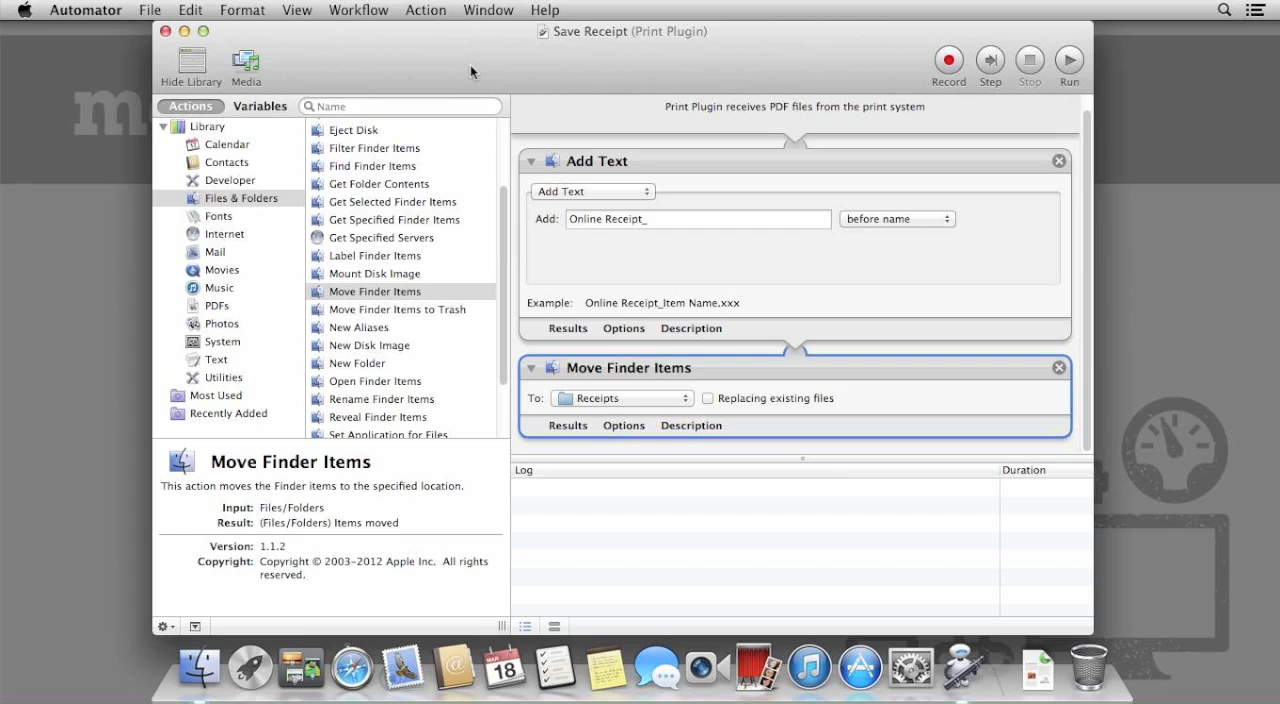 Automator File Edit Format View Workflow Action Window Help
Save Receipt (Print Plugin)
Hide Library Media
Record Step Stop Run
Actions Variables Name
Library
Calendar
Contacts
Developer
Files & Folders
Fonts
Internet
Mail
Movies
Music
PDFs
Photos
System
Text
Utilities
Most Used
Recently Added
Eject Disk
Filter Finder Items
Find Finder Items
Get Folder Contents
Get Selected Finder Items
Get Specified Finder Items
Get Specified Servers
Label Finder Items
Mount Disk Image
Move Finder Items
Move Finder Items to Trash
New Aliases
New Disk Image
New Folder
Open Finder Items
Rename Finder Items
Reveal Finder Items
Set Application for Files
Move Finder Items
This action moves the Finder items to the specified location.
Input: Files/Folders
Result: (Files/Folders) Items moved
Version: 1.1.2
Copyright: Copyright © 2003-2012 Apple Inc. All rights
reserved.
Print Plugin receives PDF files from the print system
Add Text
Add Text
Add: Online Receipt_ before name
Example: Online Receipt_Item Name.xxx
Results Options Description
Move Finder Items
To: Receipts Replacing existing files
Results Options Description
Log Duration
MAR
18